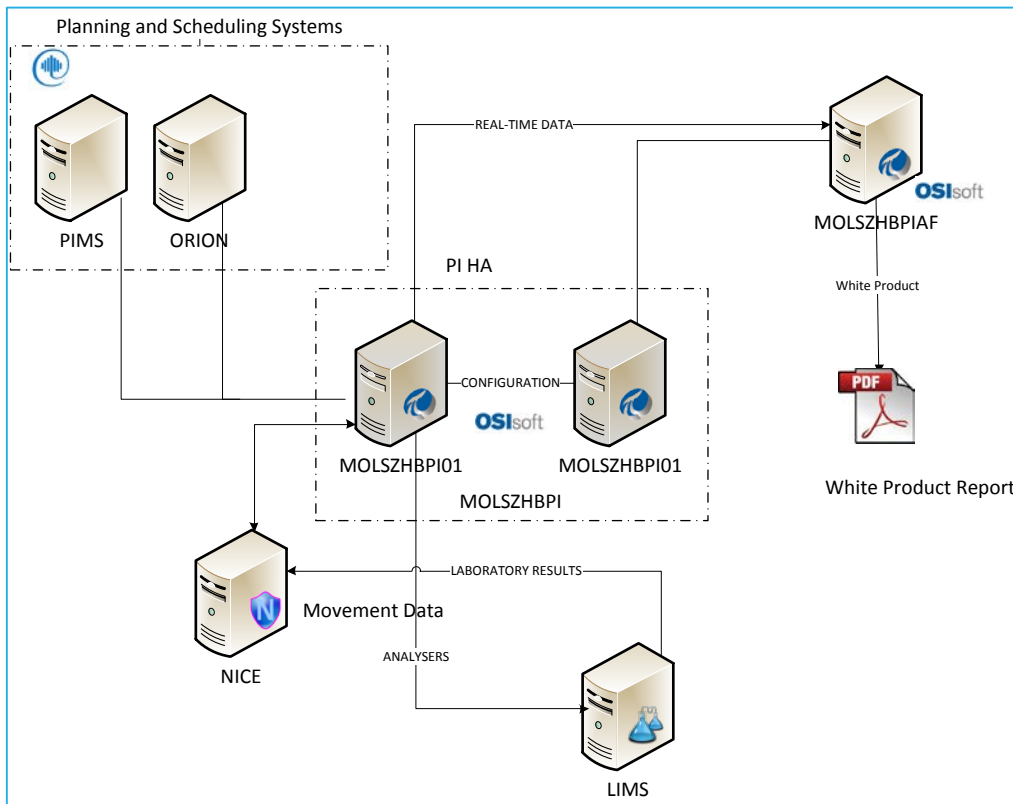 Planning and Scheduling Systems
PIMS
ORION
REAL-TIME DATA
OSIsoft
MOLSZHBPIAF
PI HA
White Product
CONFIGURATION
PDF
OSIsoft
MOLSZHBPI01
MOLSZHBPI01
MOLSZHBPI
White Product Report
LABORATORY RESULTS
N
Movement Data
ANALYSERS
NICE
LIMS